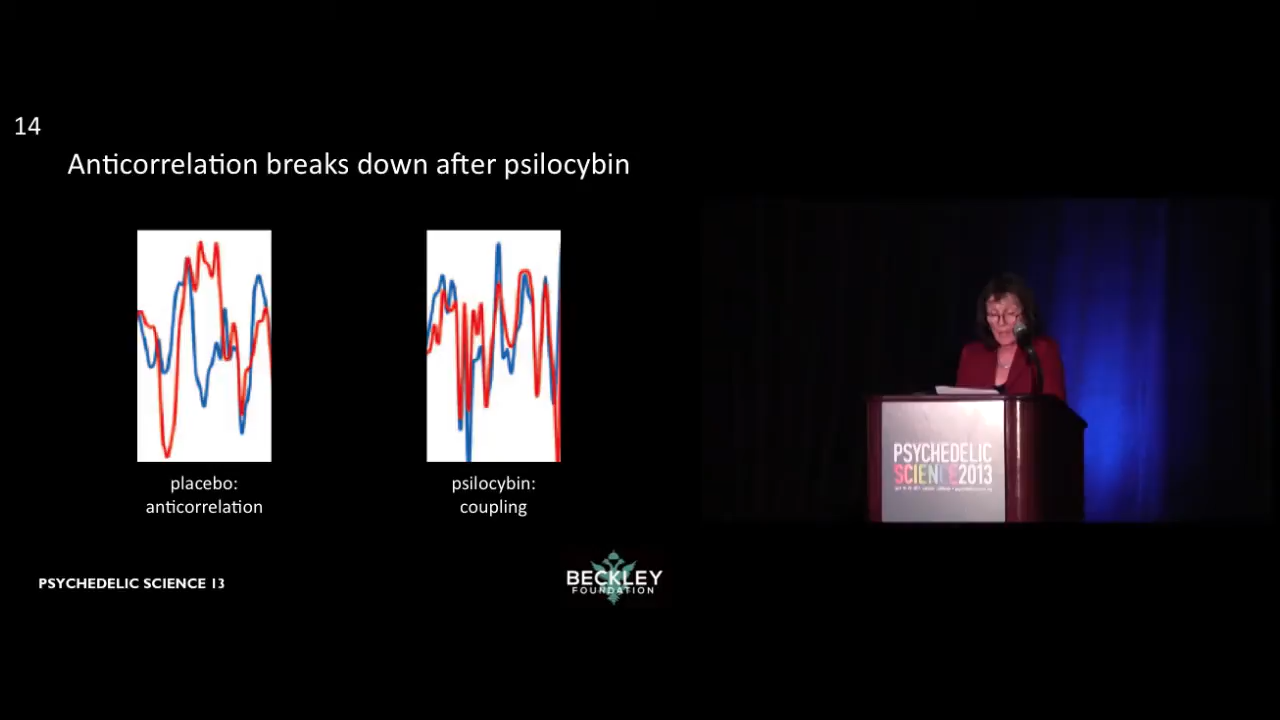 14
Anticorrelation breaks down after psilocybin
placebo:
anticorrelation
psilocybin:
coupling
PSYCHEDELIC
SCIENCE2013
PSYCHEDELIC SCIENCE 13
BECKLEY
FOUNDATION